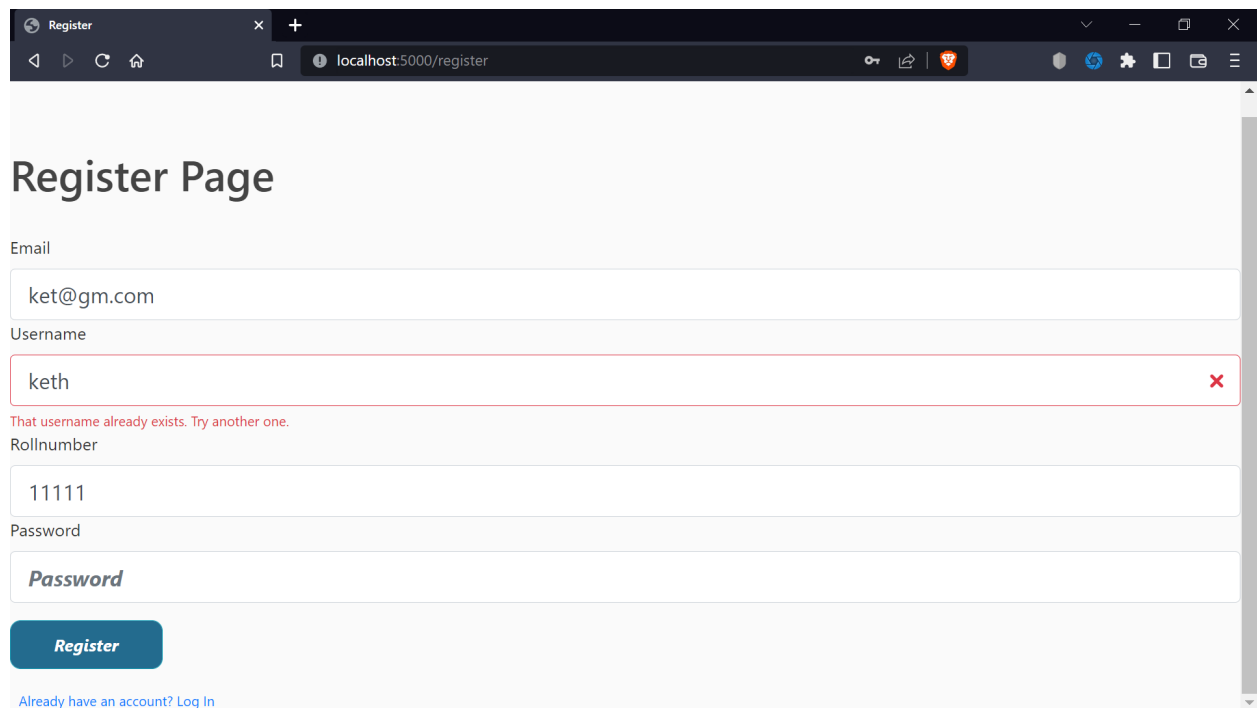 Register
localhost:5000/register
Register Page
Email
ket@gm.com
Username
keth
That username already exists. Try another one.
Rollnumber
11111
Password
Password
Register
Already have an account? Log In